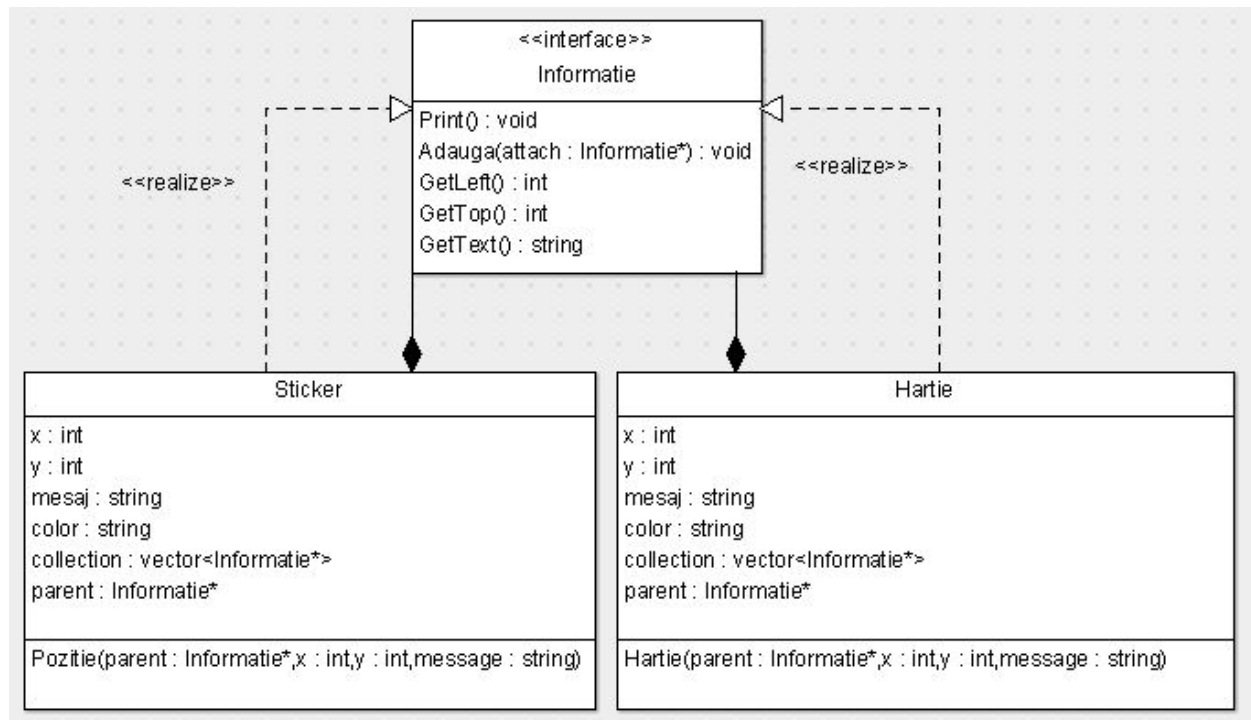 <<interface>>
Informatie
Print() : void
Adauga(attach : Informatie*) : void
GetLeft() : int
GetTop() : int
GetText() : string
<<realize>>
<<realize>>
Sticker
x : int
y : int
mesaj : string
color : string
collection : vector<Informatie*>
parent : Informatie*
Pozitie(parent : Informatie*,x : int,y : int,message : string)
Hartie
x : int
y : int
mesaj : string
color : string
collection : vector<Informatie*>
parent : Informatie*
Hartie(parent : Informatie*,x : int,y : int,message : string)